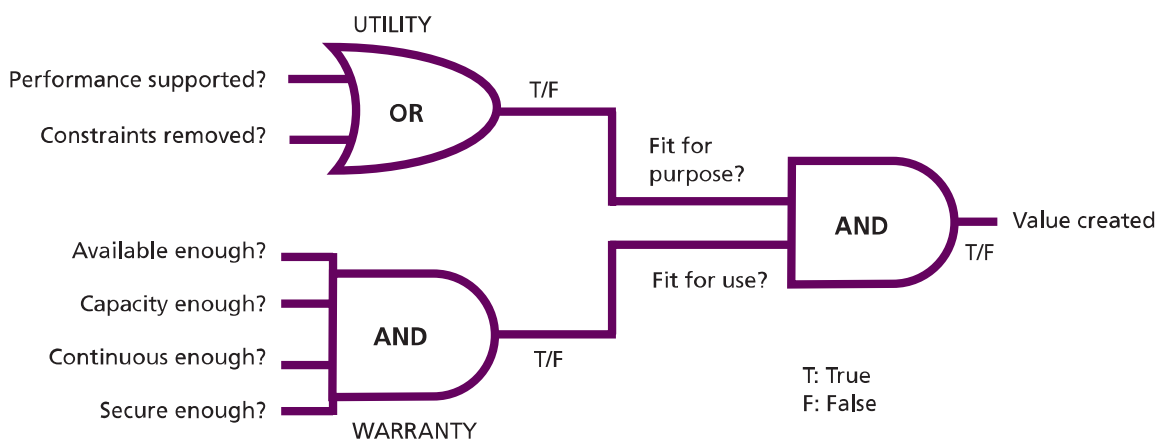 UTILITY
Performance supported?
OR
T/F
Constraints removed?
Fit for
purpose?
AND
Value created
T/F
Available enough?
Fit for use?
Capacity enough?
AND
T/F
Continuous enough?
T: True
F: False
Secure enough?
WARRANTY